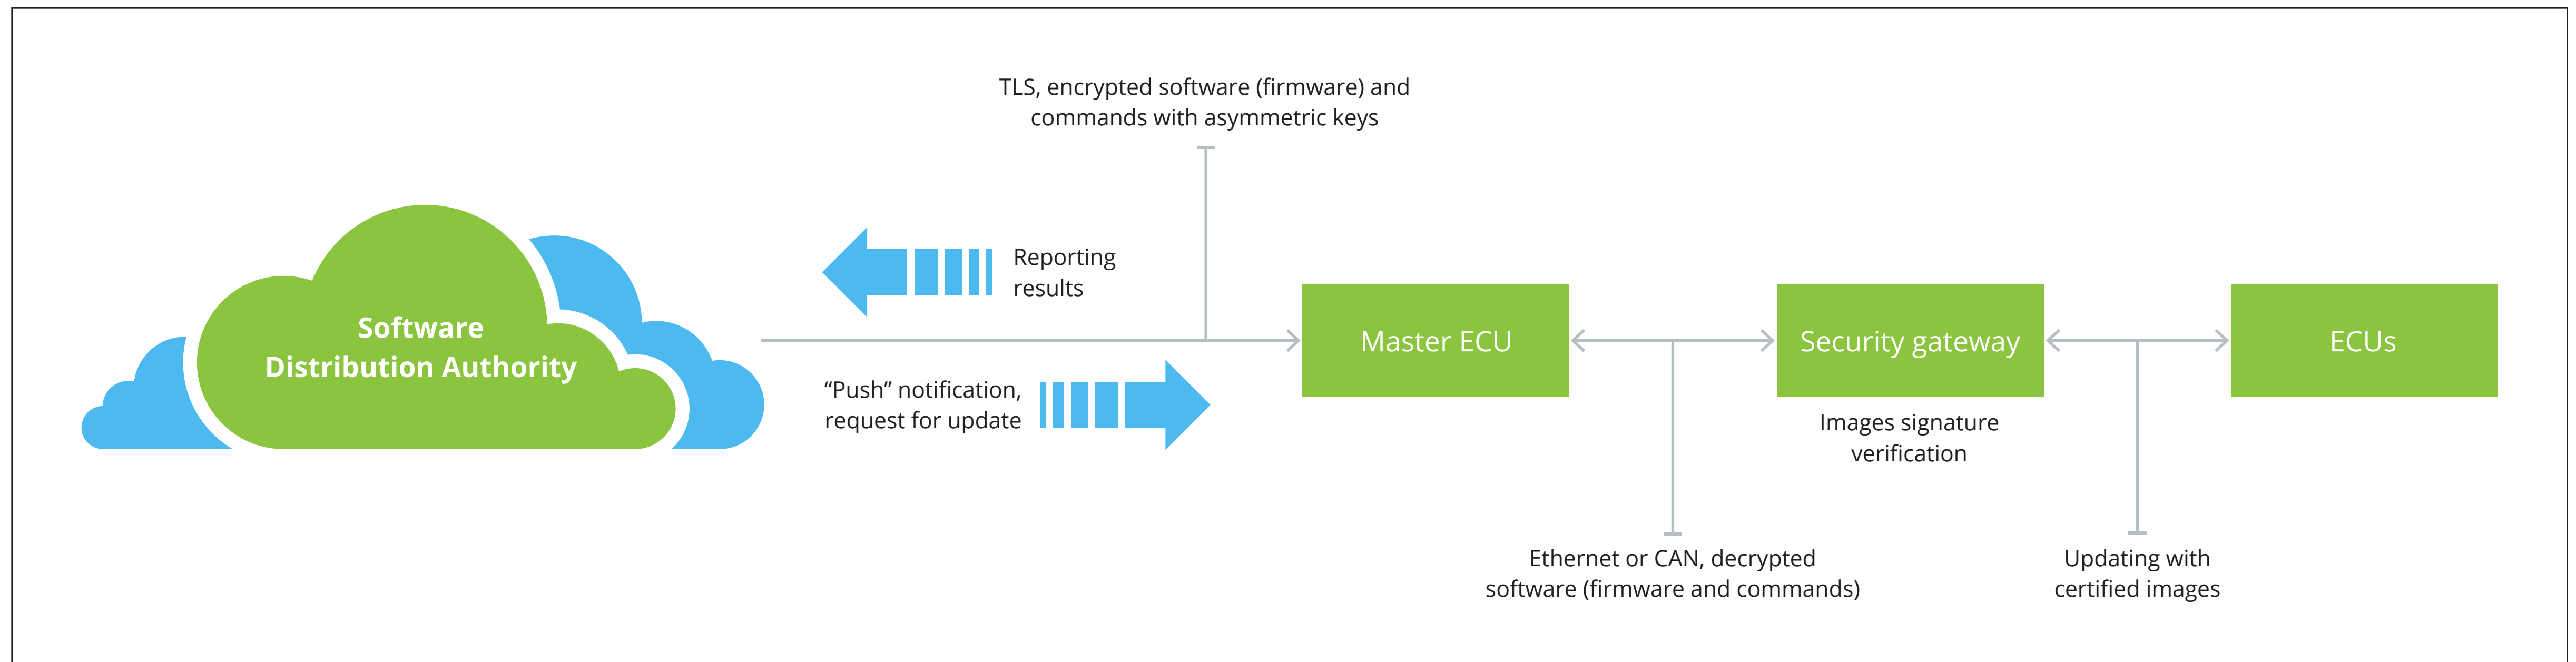 TLS, encrypted software (firmware) and
commands with asymmetric keys
Reporting
results
Software
Distribution Authority
“Push” notification,
request for update
Master ECU
Security gateway
ECUs
Images signature
verification
Ethernet or CAN, decrypted
software (firmware and commands)
Updating with
certified images